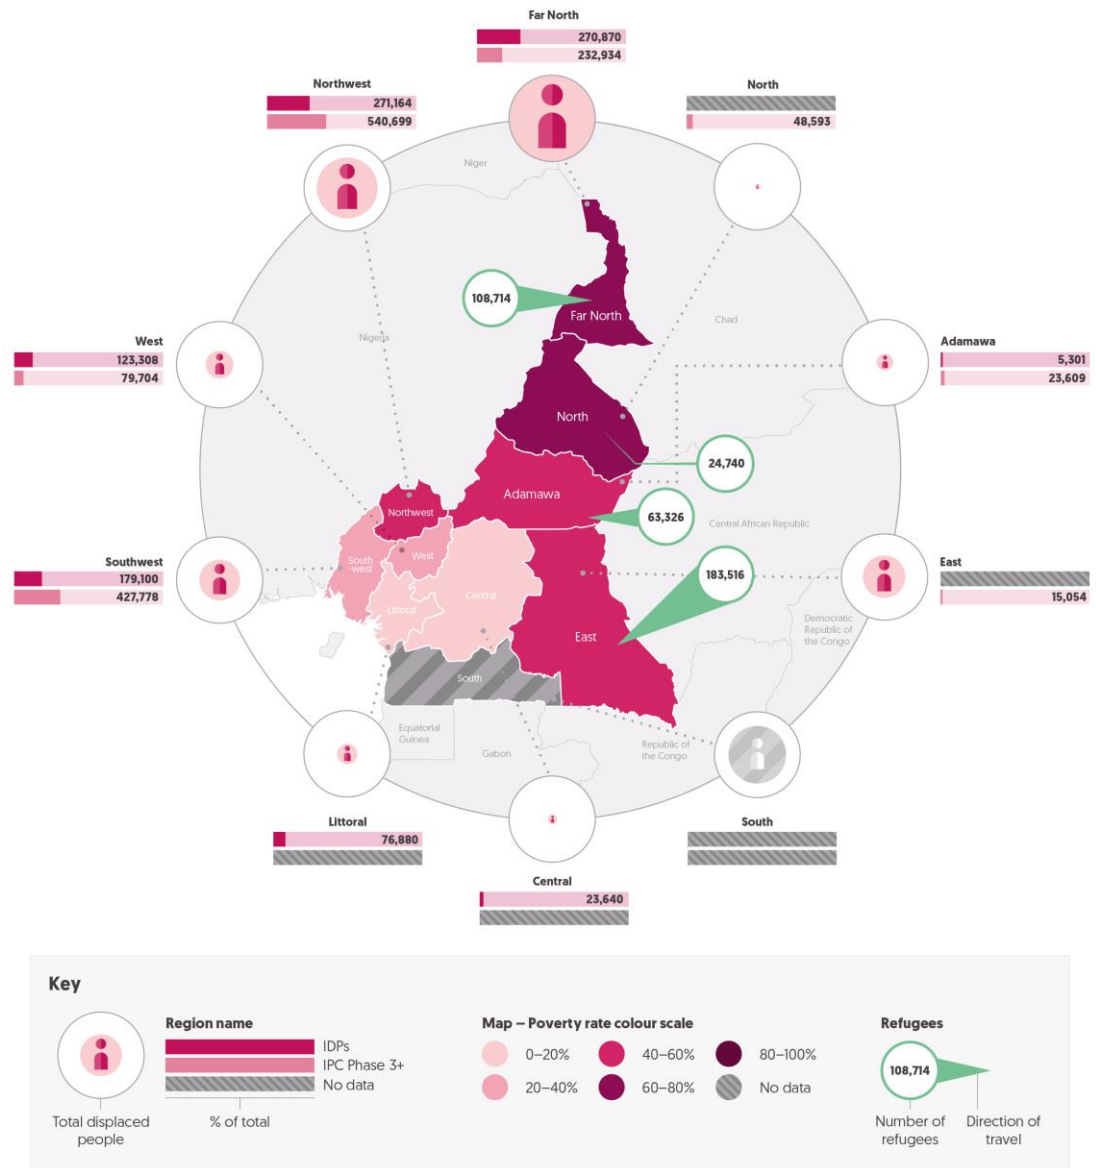 Far North
270,870
232,934
Northwest
271,164
540,699
North
48,593
Niger
108,714
Far North
Chad
Nigeria
West
123,308
79,704
Adamawa
5,301
23,609
North
24,740
Adamawa
63,326
Central African Republic
Northwest
West
South
-west
Southwest
179,100
427,778
183,516
East
15,054
Central
Littoral
Democratic
Republic of
the Congo
East
South
Equatorial
Guinea
Gabon
Republic of
the Congo
Littoral
76,880
South
Central
23,640
Key
Region name
IDPs
IPC Phase 3+
No data
Total displaced
people
% of total
Map – Poverty rate colour scale
0–20%
40–60%
80–100%
20–40%
60–80%
No data
Refugees
108,714
Number of
refugees
Direction of
travel